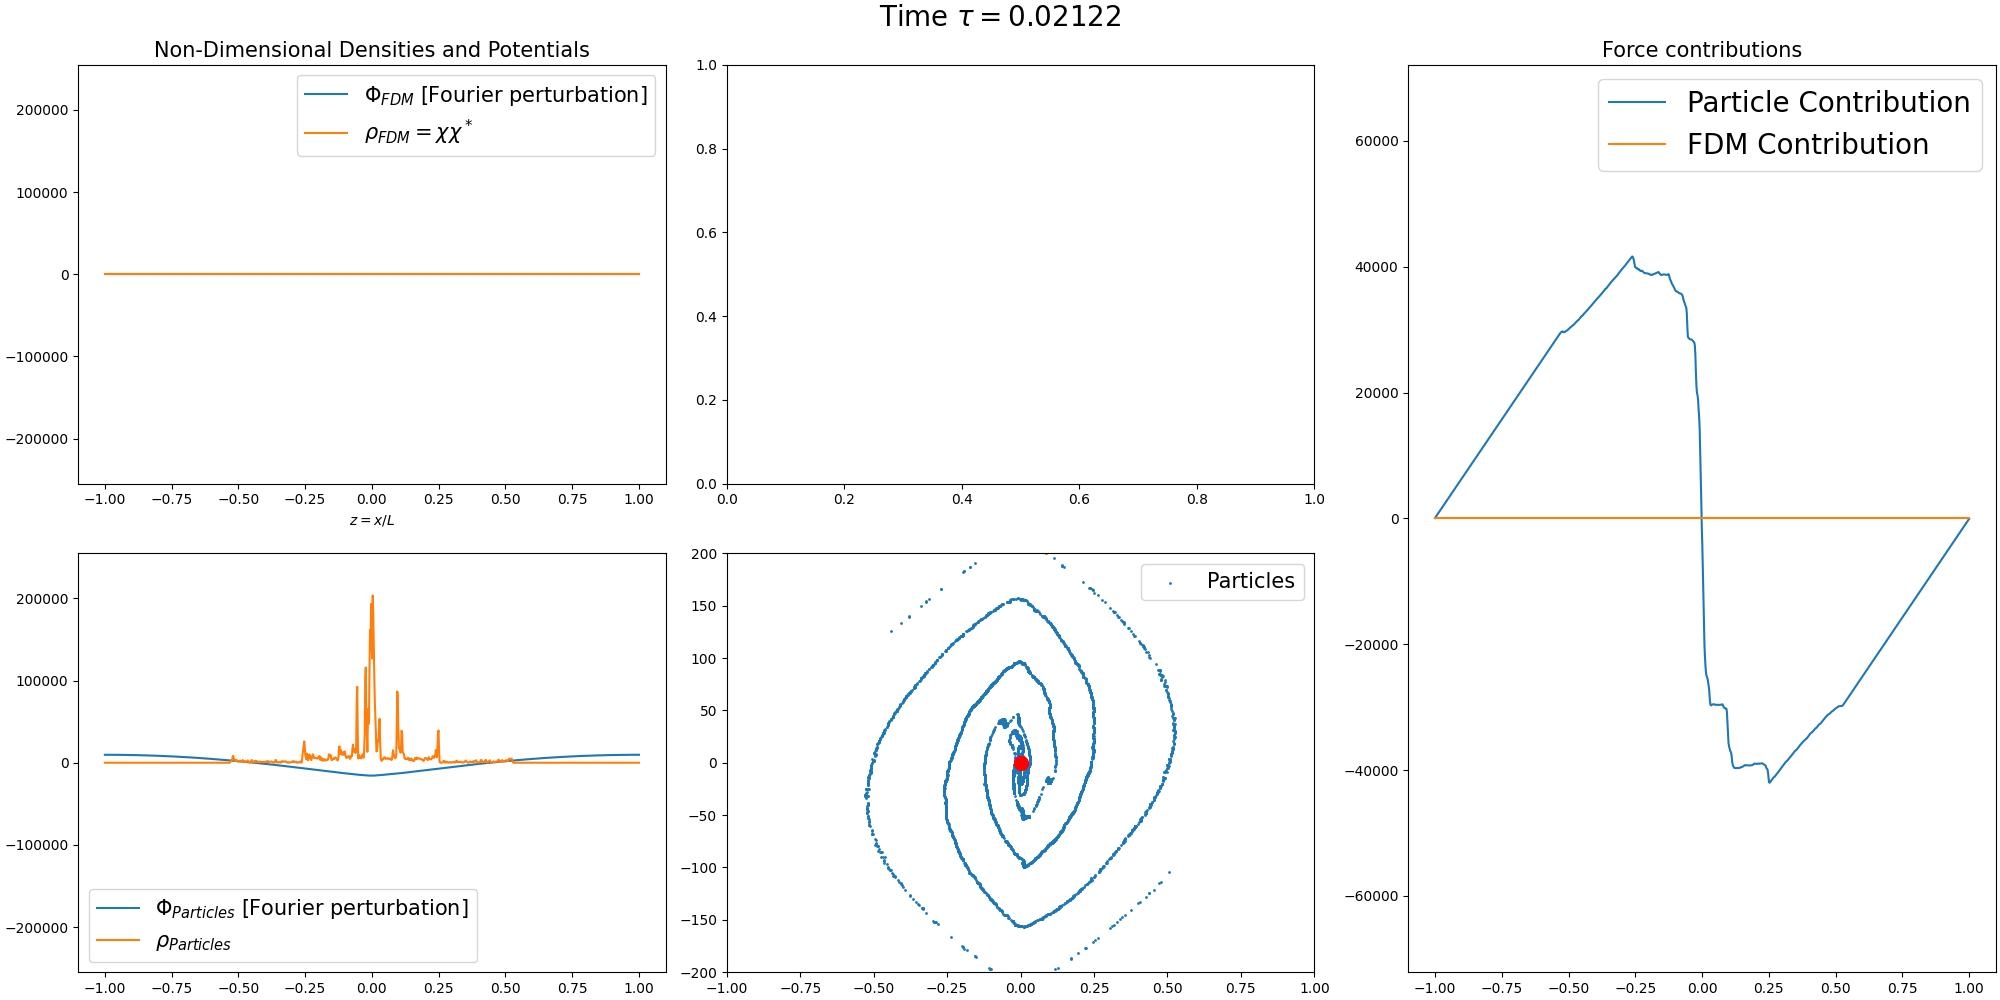 Time τ = 0.02122
Non-Dimensional Densities and Potentials
200000
100000
0
−100000
−200000
Φ_FDM [Fourier perturbation]
ρ_FDM = χχ*
−1.00 −0.75 −0.50 −0.25 0.00 0.25 0.50 0.75 1.00
z = x/L
1.0
0.8
0.6
0.4
0.2
0.0
0.0 0.2 0.4 0.6 0.8 1.0
Force contributions
Particle Contribution
FDM Contribution
60000
40000
20000
0
−20000
−40000
−60000
−1.00 −0.75 −0.50 −0.25 0.00 0.25 0.50 0.75 1.00
200000
100000
0
−100000
−200000
Φ_Particles [Fourier perturbation]
ρ_Particles
−1.00 −0.75 −0.50 −0.25 0.00 0.25 0.50 0.75 1.00
200
150
100
50
0
−50
−100
−150
−200
Particles
−1.00 −0.75 −0.50 −0.25 0.00 0.25 0.50 0.75 1.00